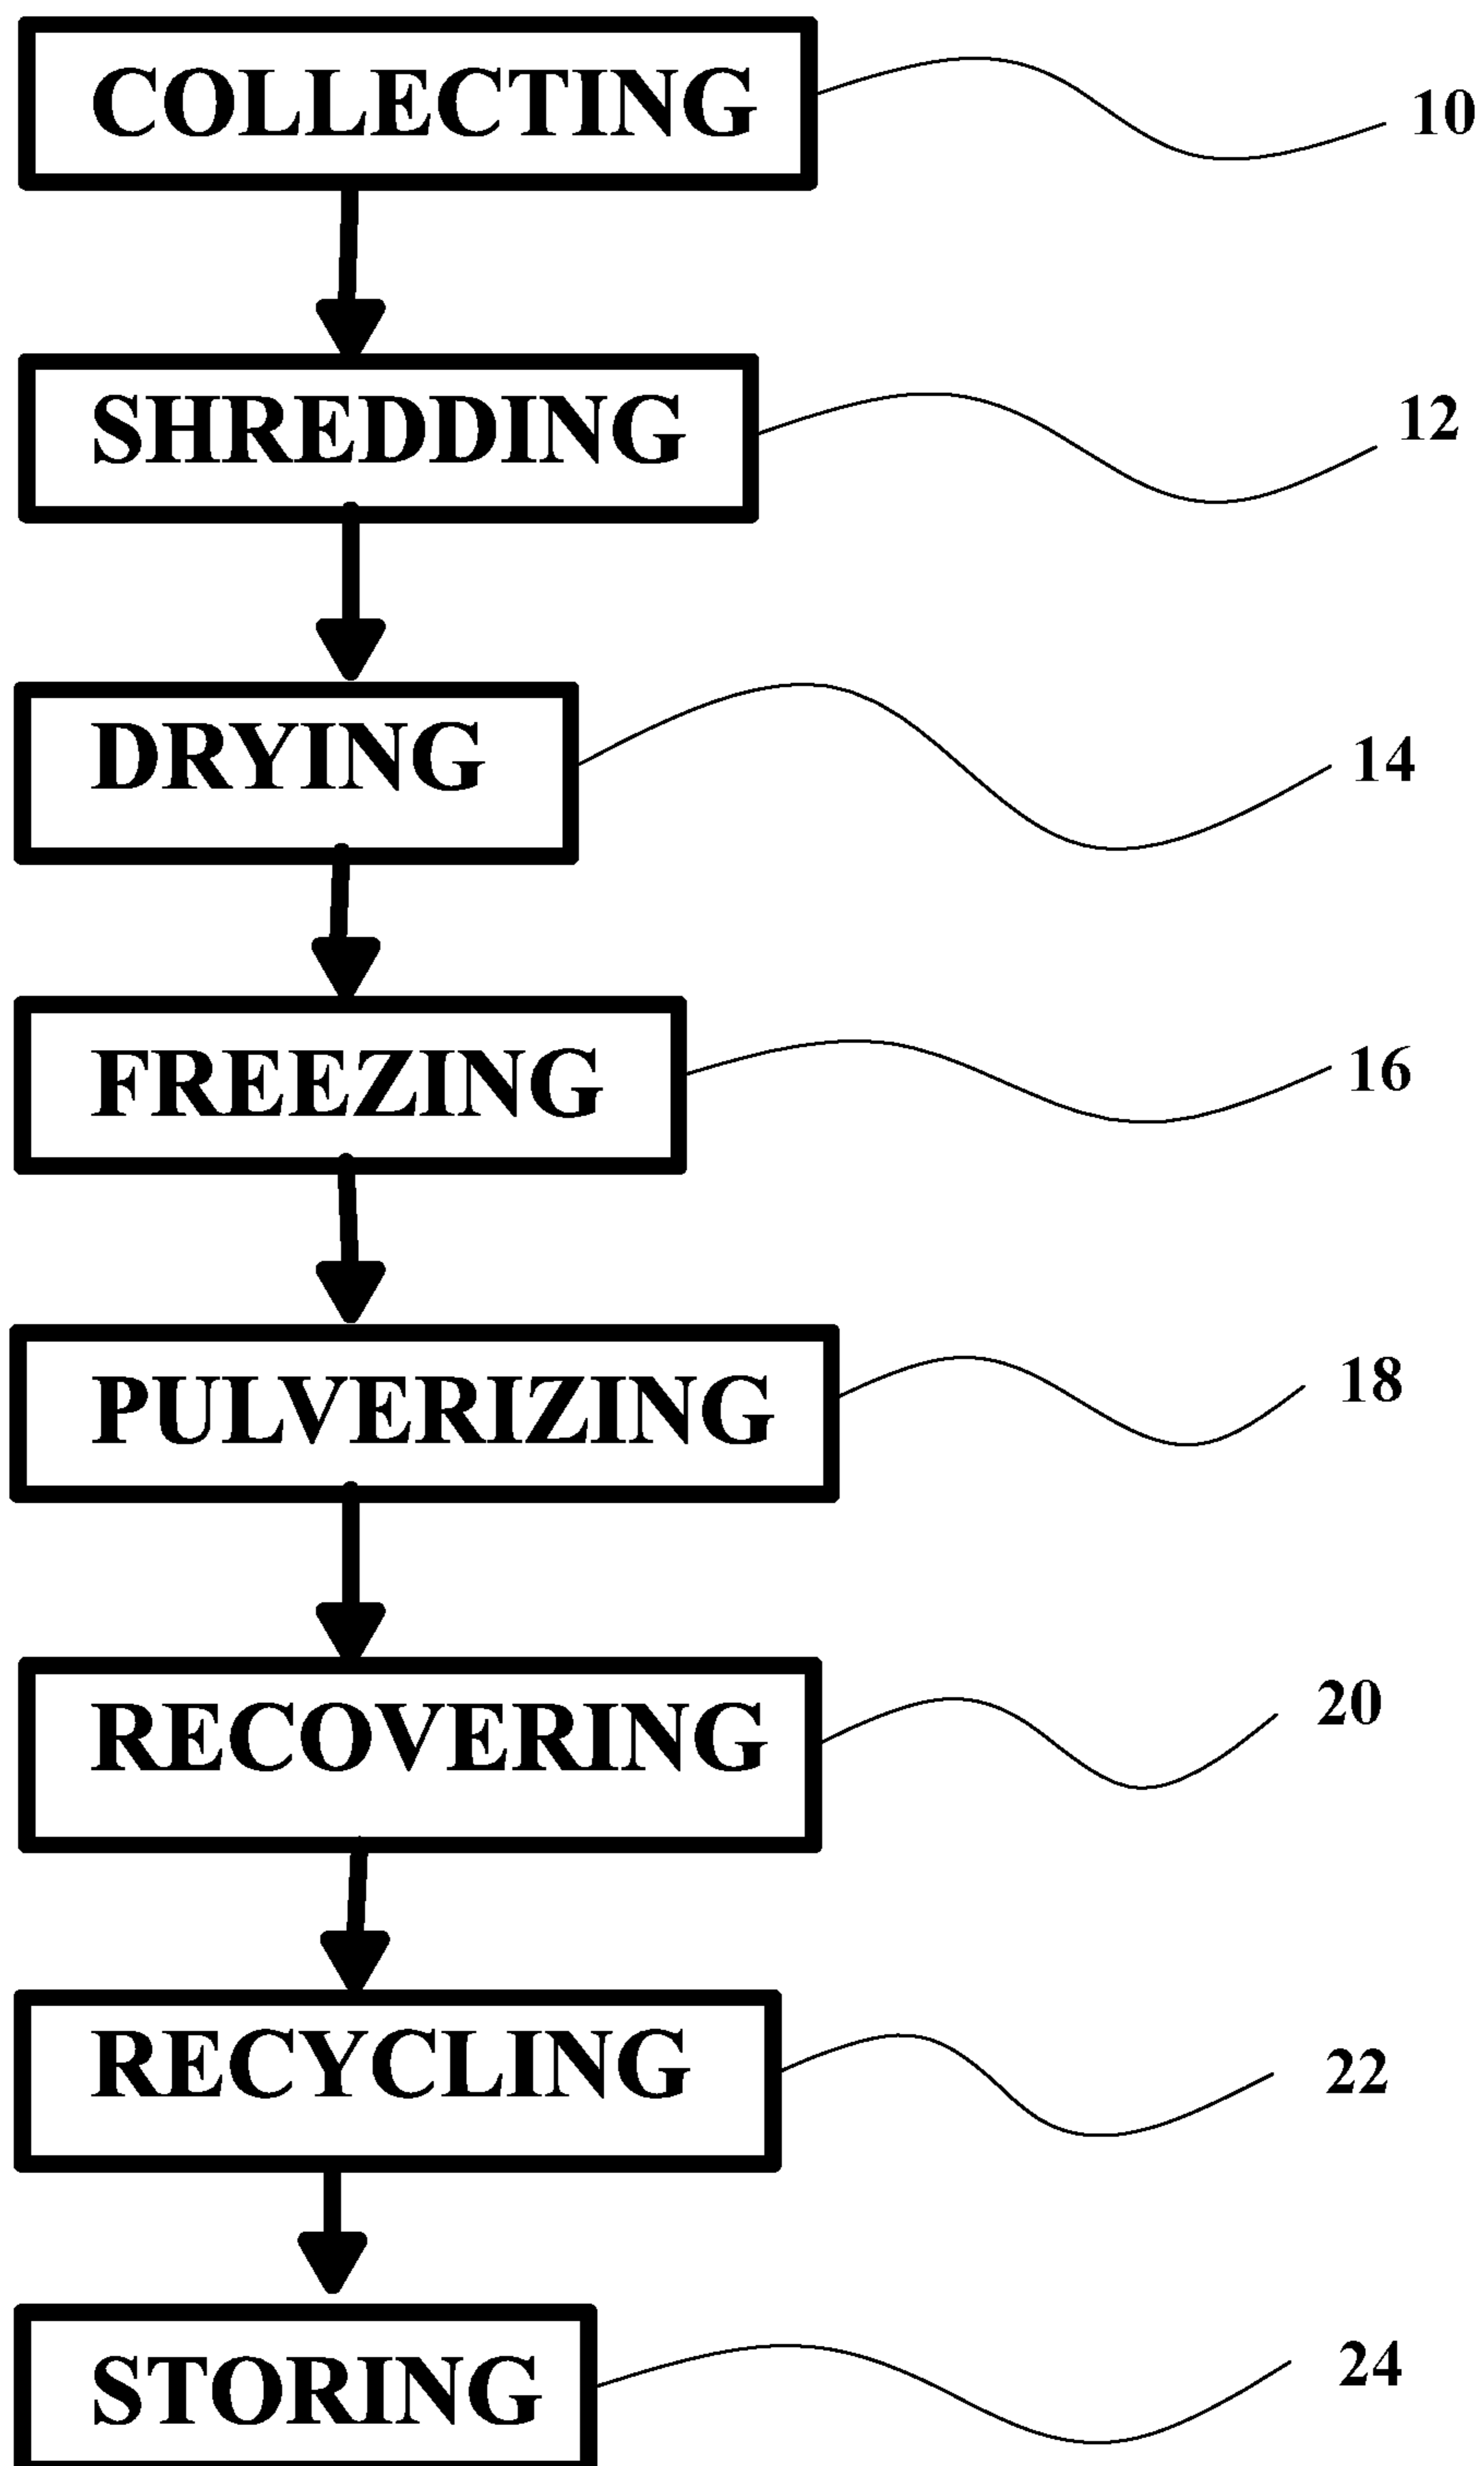 COLLECTING 10
SHREDDING 12
DRYING 14
FREEZING 16
PULVERIZING 18
RECOVERING 20
RECYCLING 22
STORING 24